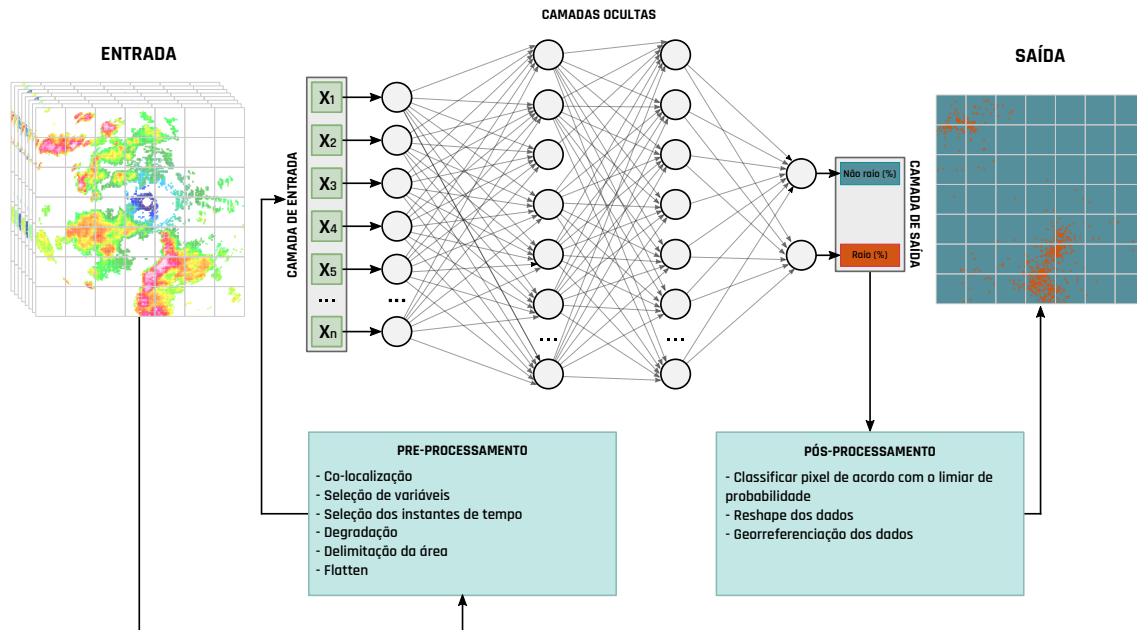 CAMADAS OCULTAS
ENTRADA
SAÍDA
CAMADA DE ENTRADA
X1
X2
X3
X4
X5
...
Xn
...
...
...
Não raio (%)
Raio (%)
CAMADA DE SAÍDA
PRE-PROCESSAMENTO
- Co-localização
- Seleção de variáveis
- Seleção dos instantes de tempo
- Degradação
- Delimitação da área
- Flatten
PÓS-PROCESSAMENTO
- Classificar pixel de acordo com o limiar de
probabilidade
- Reshape dos dados
- Georreferenciação dos dados